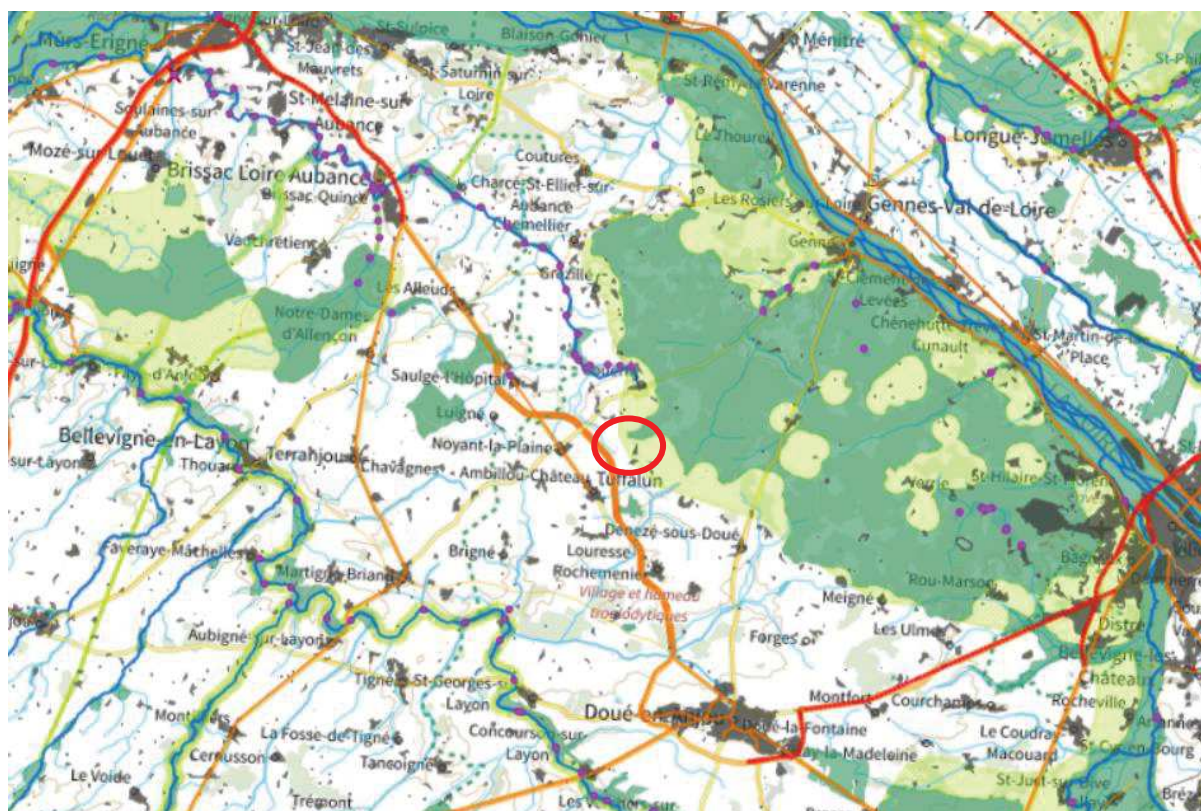 Mûrs-Erigné
St-Sulpice
Blaison-Gohier
La Ménitré
St-Jean-des
Mauvrets
St-Saturnin-sur
Loire
St-Rémy-la-Varenne
Soulaines-sur
Aubance
St-Melaine-sur
Aubance
Le Thoureil
Longué-Jumelles
Mozé-sur-Louet
Coutures
Brissac Loire Aubance
Brissac-Quincé
Charcé-St-Ellier-sur-
Aubance
Chemellier
Les Rosiers-sur-Loire
Gennes-Val-de-Loire
Vauchrétien
Gennes
Grézillé
St-Clément-des
Levées
Les Alleuds
Notre-Dame-
d'Allençon
Chênehutte-Trèves
Cunault
St-Martin-de-la
Place
Saulgé-l'Hôpital
Luigné
Bellevigne-en-Layon
Noyant-la-Plaine
sur-Layon
Thouarcé
Terranjou
Chavagnes
Ambillou-Château
Tuffalun
Verrie
St-Hilaire-St-Florent
Denezé-sous-Doué
Faveraye-Mâchelles
Brigné
Louresse
Rochemenier
Bagneux
Martigné-Briand
Village et hameau
troglodytiques
Rou-Marson
Meigné
Aubigné-sur-Layon
Forges
Les Ulmes
Distré
Bellevigne-les
Châteaux
Tigné
St-Georges-s
Layon
Montfort
Courchamps
Rocheville
Montilliers
Doué-en-Anjou
Doué-la-Fontaine
La Fosse-de-Tigné
Concourson-sur
Layon
Le Coudray
Macouard
Cernusson
Tancoigné
St-Cyr-en-Bourg
Le Voide
Trémont
St-Just-sur-Dive